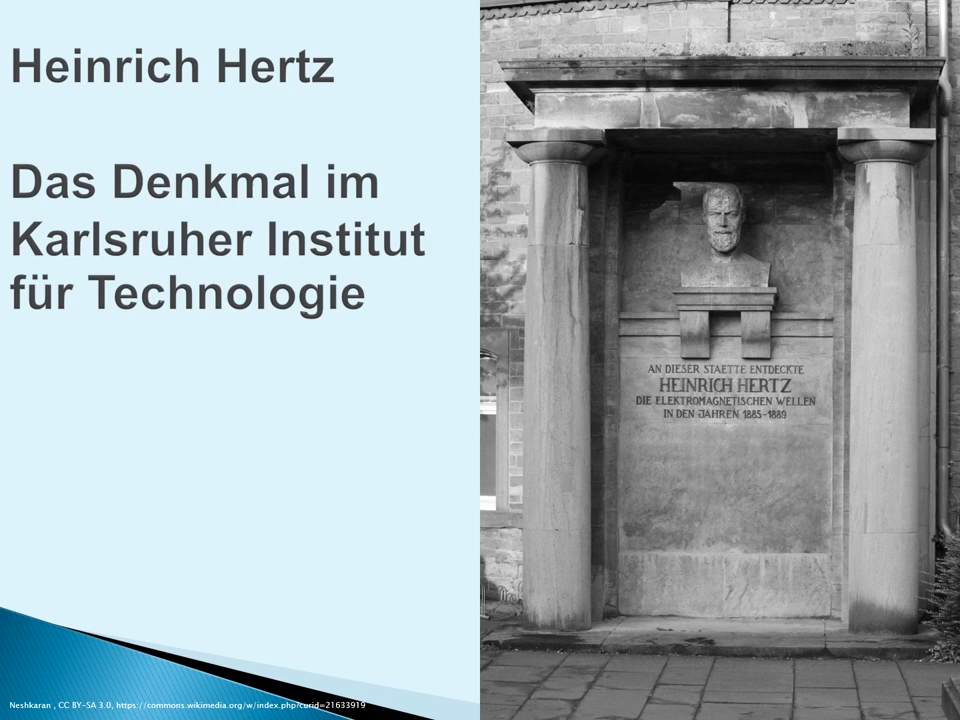 Heinrich Hertz
Das Denkmal im
Karlsruher Institut
für Technologie
AN DIESER STAETTE ENTDECKTE
HEINRICH HERTZ
DIE ELEKTROMAGNETISCHEN WELLEN
IN DEN JAHREN 1885-1889
Neshkaran , CC BY-SA 3.0, https://commons.wikimedia.org/w/index.php?curid=21633919